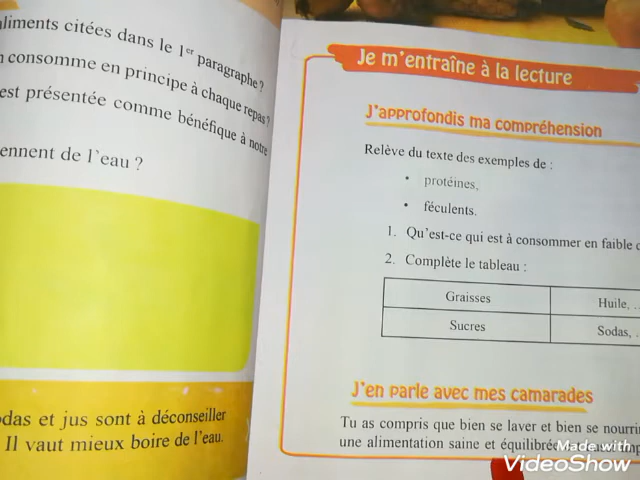 aliments citées dans le 1er paragraphe ?
consomme en principe à chaque repas ?
est présentée comme bénéfique à notre
ennent de l'eau ?
odas et jus sont à déconseiller
Il vaut mieux boire de l'eau.
Je m'entraîne à la lecture
J'approfondis ma compréhension
Relève du texte des exemples de :
• protéines,
• féculents.
1. Qu'est-ce qui est à consommer en faible
2. Complète le tableau :
Graisses Huile, ..
Sucres Sodas, .
J'en parle avec mes camarades
Tu as compris que bien se laver et bien se nourrir
une alimentation saine et équilibrée
Made with
VideoShow